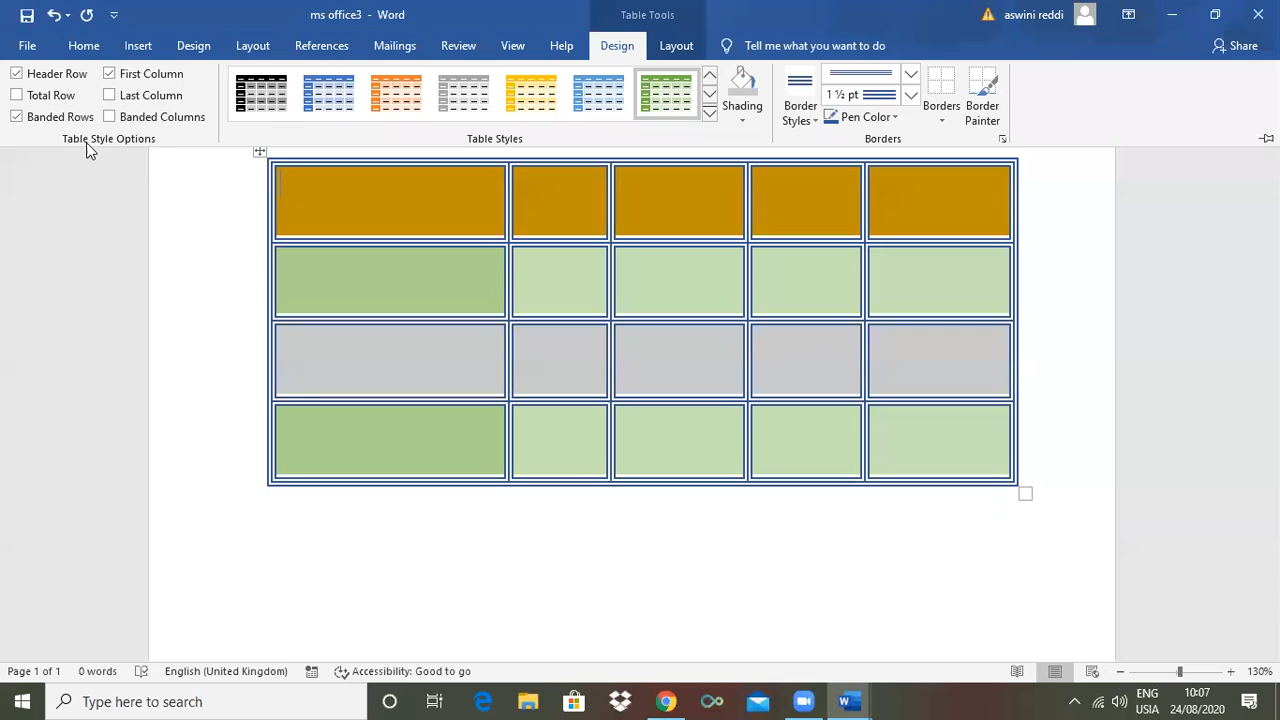 ms office3 - Word
Table Tools
aswini reddi
File Home Insert Design Layout References Mailings Review View Help Design Layout Tell me what you want to do Share
Header Row First Column
Total Row Last Column
Banded Rows Banded Columns
Table Style Options
Table Styles
Shading
Border Styles
1 ½ pt
Pen Color
Borders
Border Painter
Borders
Page 1 of 1 0 words English (United Kingdom) Accessibility: Good to go 130%
Type here to search
ENG
USIA
10:07
24/08/2020